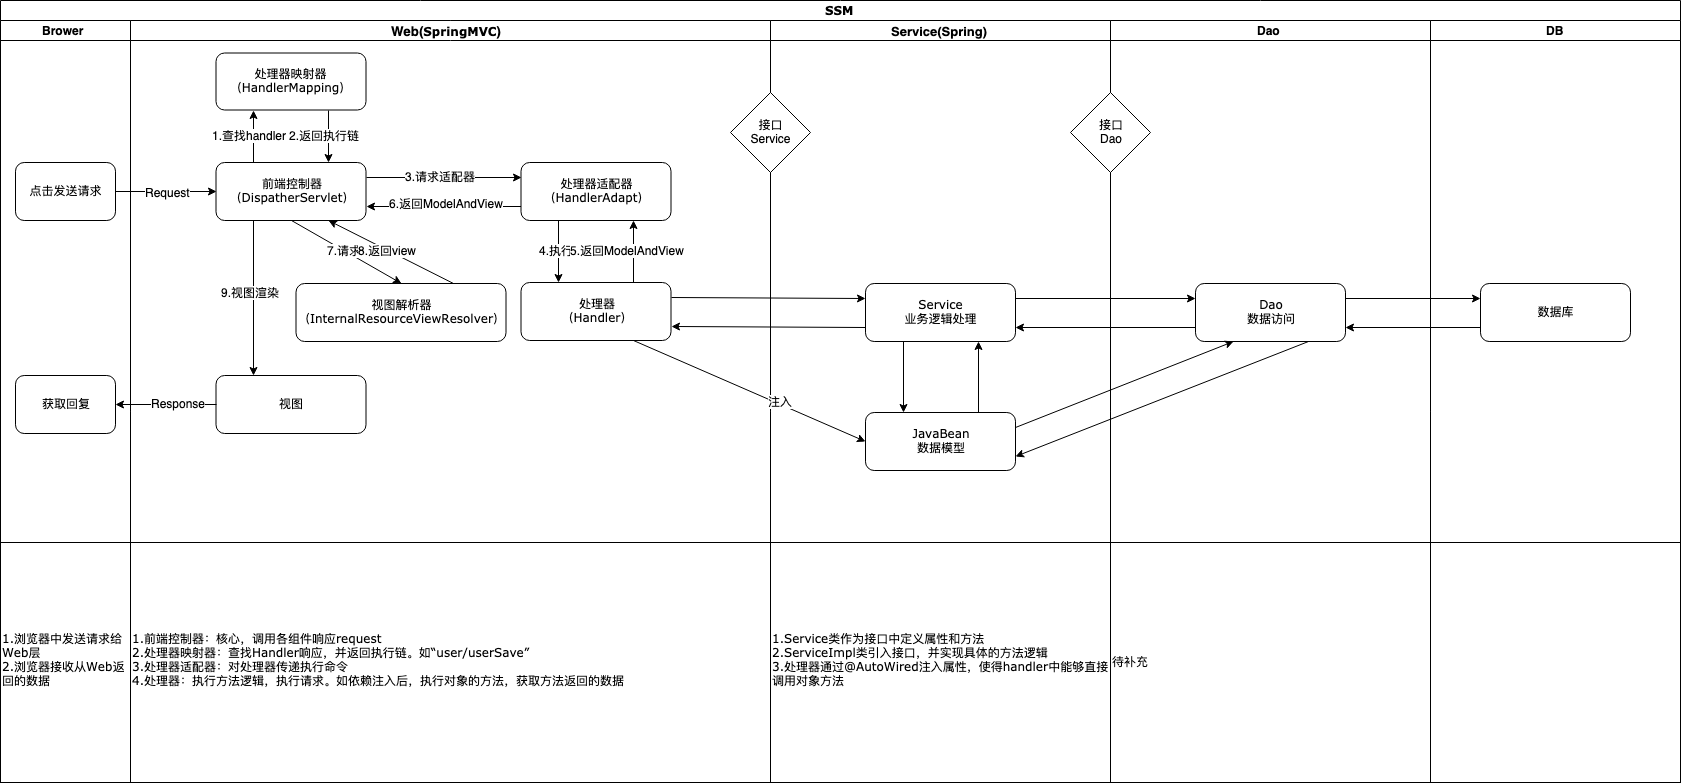 SSM
Brower
Web(SpringMVC)
Service(Spring)
Dao
DB
处理器映射器
(HandlerMapping)
1.查找handler
2.返回执行链
接口
Service
接口
Dao
点击发送请求
Request
前端控制器
(DispatherServlet)
3.请求适配器
6.返回ModelAndView
处理器适配器
(HandlerAdapt)
7.请求
8.返回view
4.执行
5.返回ModelAndView
9.视图渲染
视图解析器
(InternalResourceViewResolver)
处理器
(Handler)
Service
业务逻辑处理
Dao
数据访问
数据库
获取回复
Response
视图
注入
JavaBean
数据模型
1.浏览器中发送请求给
Web层
2.浏览器接收从Web返
回的数据
1.前端控制器：核心，调用各组件响应request
2.处理器映射器：查找Handler响应，并返回执行链。如“user/userSave”
3.处理器适配器：对处理器传递执行命令
4.处理器：执行方法逻辑，执行请求。如依赖注入后，执行对象的方法，获取方法返回的数据
1.Service类作为接口中定义属性和方法
2.ServiceImpl类引入接口，并实现具体的方法逻辑
3.处理器通过@AutoWired注入属性，使得handler中能够直接
调用对象方法
待补充